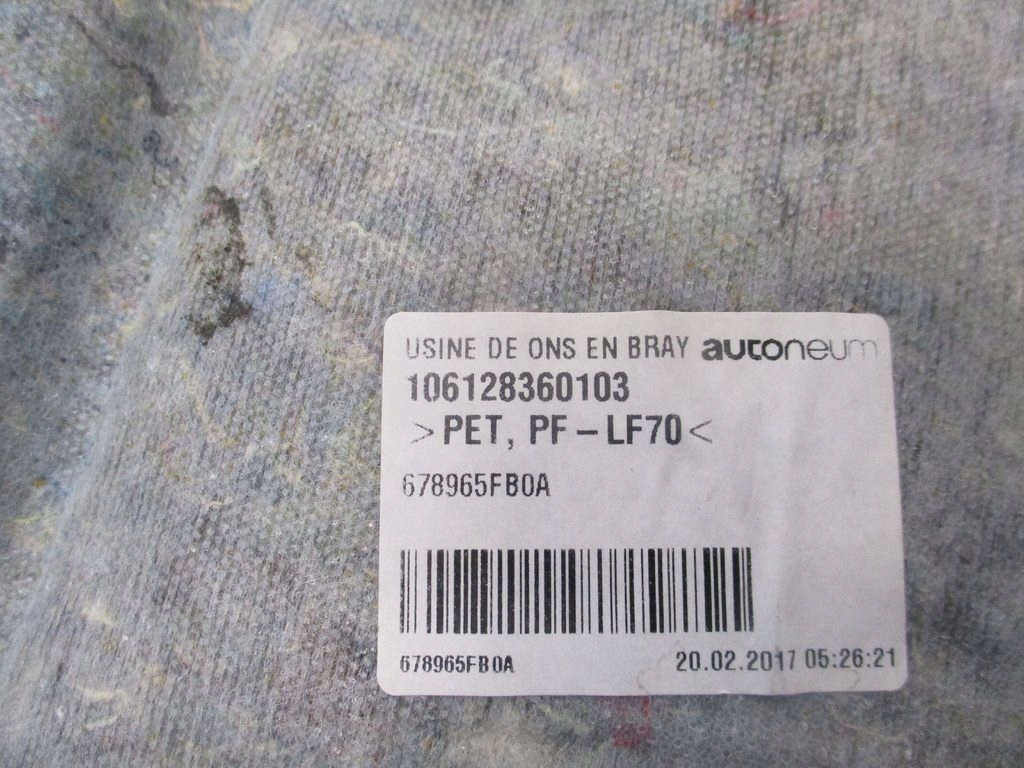 USINE DE ONS EN BRAY autoneum
106128360103
>PET, PF-LF70<
678965FB0A
678965FB0A 20.02.2017 05:26:21